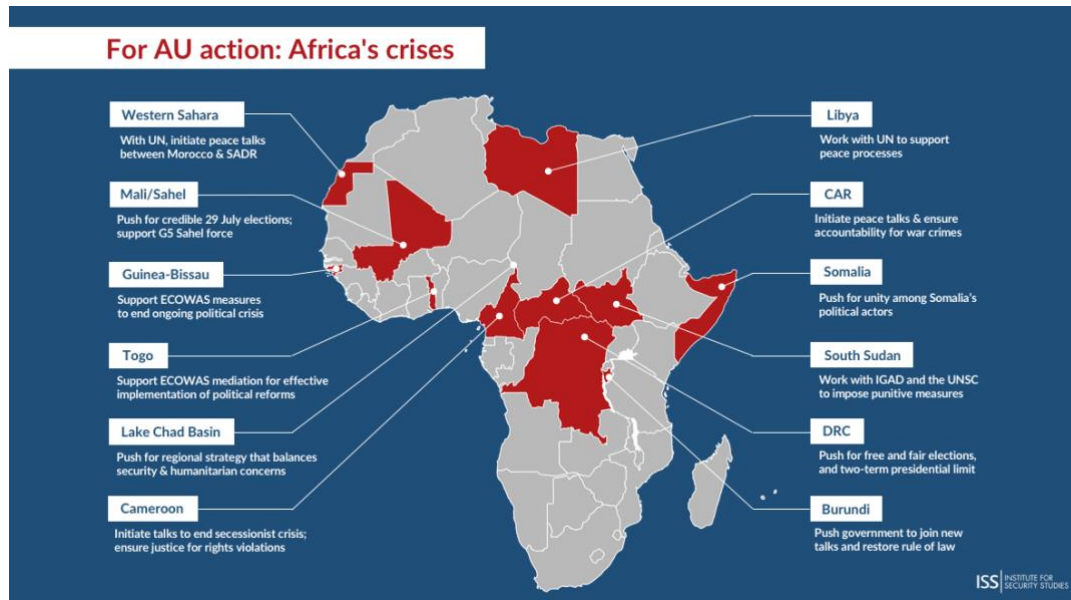 For AU action: Africa's crises
Western Sahara
With UN, initiate peace talks
between Morocco & SADR
Mali/Sahel
Push for credible 29 July elections;
support G5 Sahel force
Guinea-Bissau
Support ECOWAS measures
to end ongoing political crisis
Togo
Support ECOWAS mediation for effective
implementation of political reforms
Lake Chad Basin
Push for regional strategy that balances
security & humanitarian concerns
Cameroon
Initiate talks to end secessionist crisis;
ensure justice for rights violations
Libya
Work with UN to support
peace processes
CAR
Initiate peace talks & ensure
accountability for war crimes
Somalia
Push for unity among Somalia's
political actors
South Sudan
Work with IGAD and the UNSC
to impose punitive measures
DRC
Push for free and fair elections,
and two-term presidential limit
Burundi
Push government to join new
talks and restore rule of law
ISS INSTITUTE FOR
SECURITY STUDIES